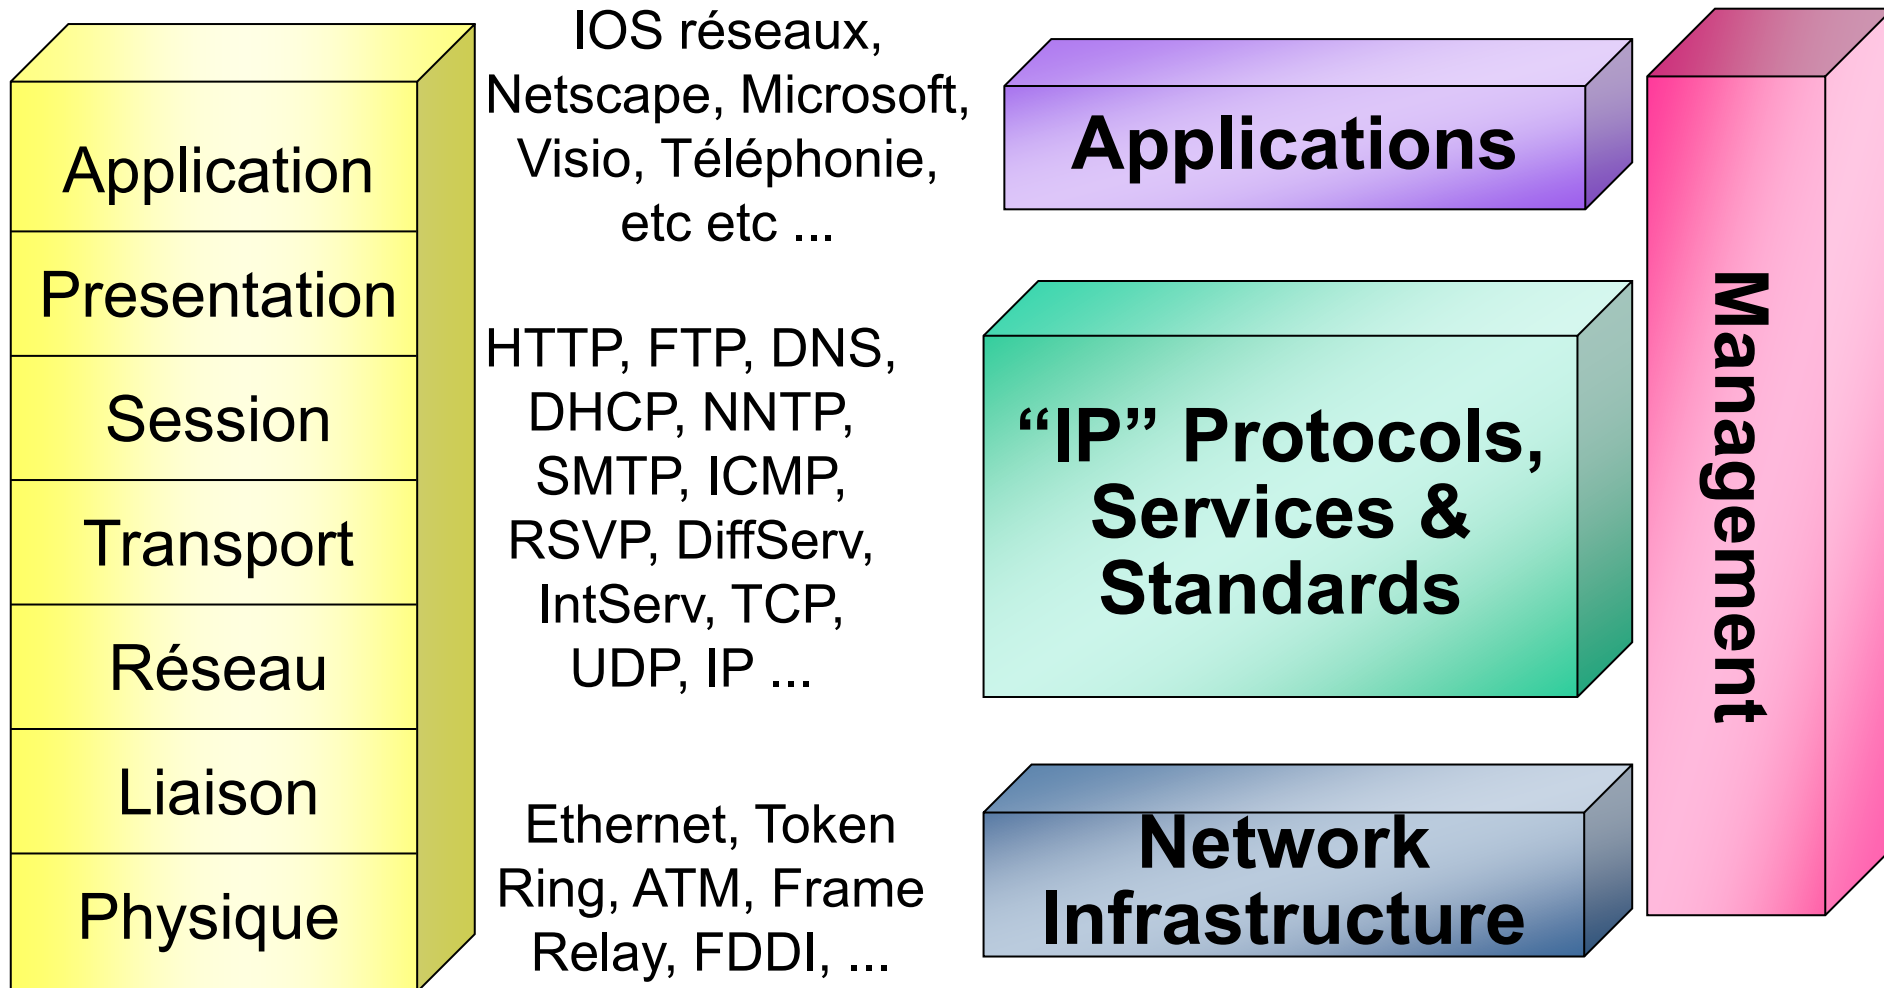 Application
Presentation
Session
Transport
Réseau
Liaison
Physique
IOS réseaux,
Netscape, Microsoft,
Visio, Téléphonie,
etc etc ...
HTTP, FTP, DNS,
DHCP, NNTP,
SMTP, ICMP,
RSVP, DiffServ,
IntServ, TCP,
UDP, IP ...
Ethernet, Token
Ring, ATM, Frame
Relay, FDDI, ...
Applications
“IP” Protocols,
Services &
Standards
Network
Infrastructure
Management